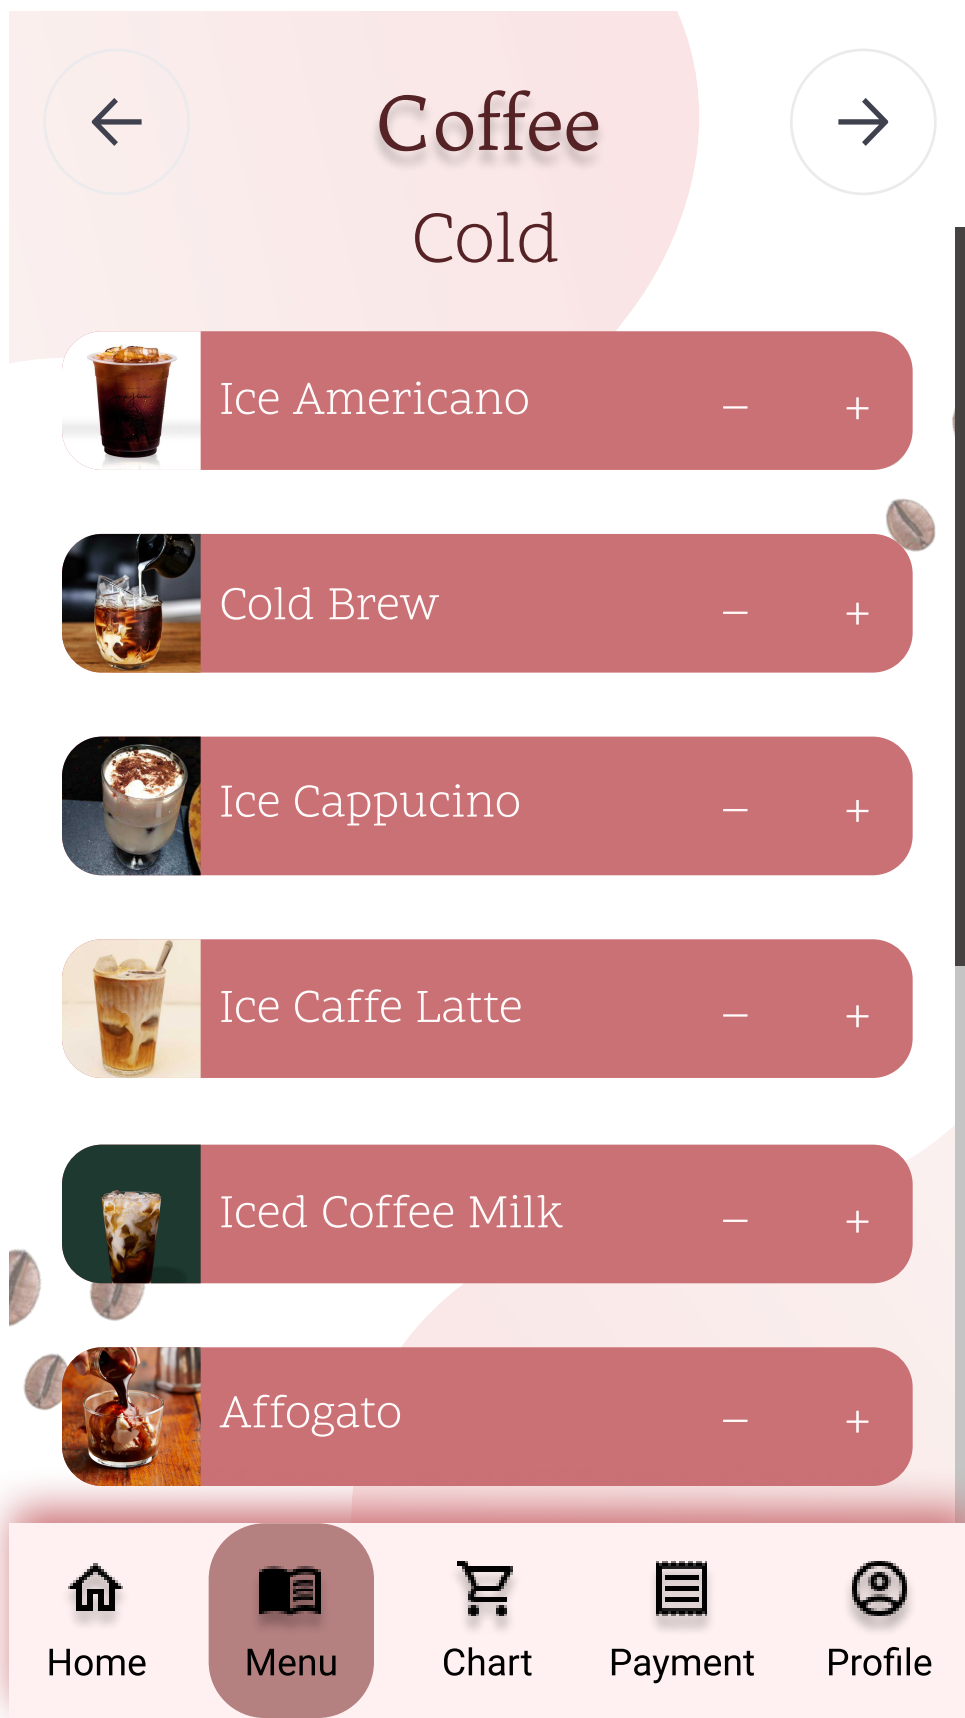 Coffee
Cold
Ice Americano − +
Cold Brew − +
Ice Cappucino − +
Ice Caffe Latte − +
Iced Coffee Milk − +
Affogato − +
Home Menu Chart Payment Profile